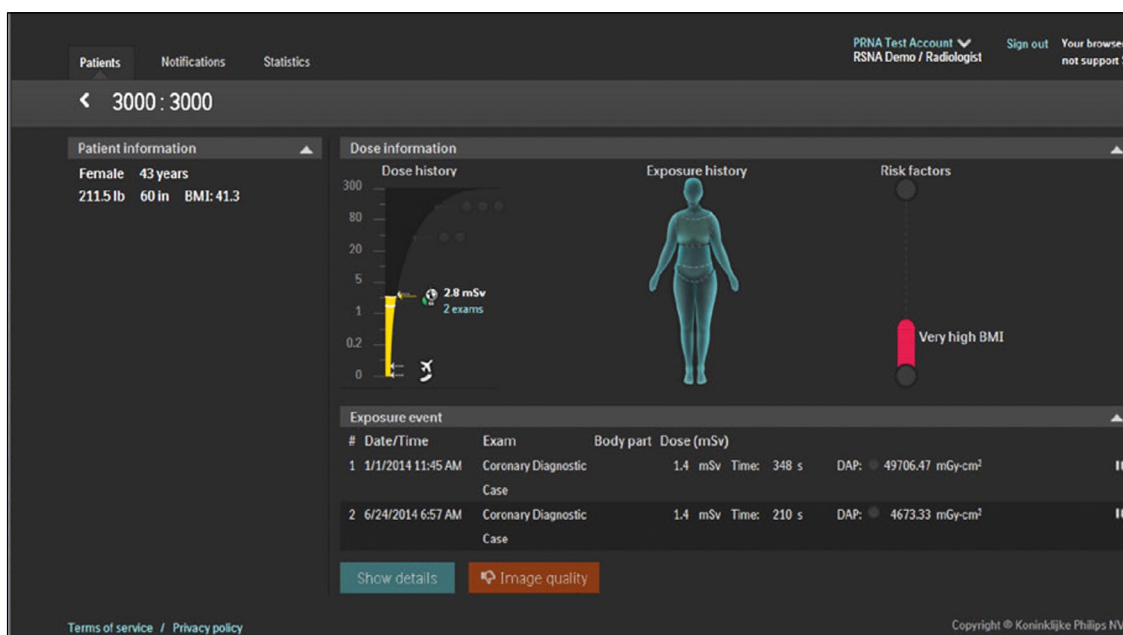 PRNA Test Account
Sign out
Your browse
Patients
Notifications
Statistics
RSNA Demo / Radiologist
not support
3000 : 3000
Patient information
Female 43 years
211.5 lb 60 in BMI: 41.3
Dose information
Dose history
Exposure history
Risk factors
300
80
20
5
1
0.2
0
2.8 mSv
2 exams
Very high BMI
Exposure event
# Date/Time Exam Body part Dose (mSv)
1 1/1/2014 11:45 AM Coronary Diagnostic 1.4 mSv Time: 348 s DAP: 49706.47 mGy-cm²
Case
2 6/24/2014 6:57 AM Coronary Diagnostic 1.4 mSv Time: 210 s DAP: 4673.33 mGy-cm²
Case
Show details
Image quality
Terms of service / Privacy policy
Copyright © Koninklijke Philips NV